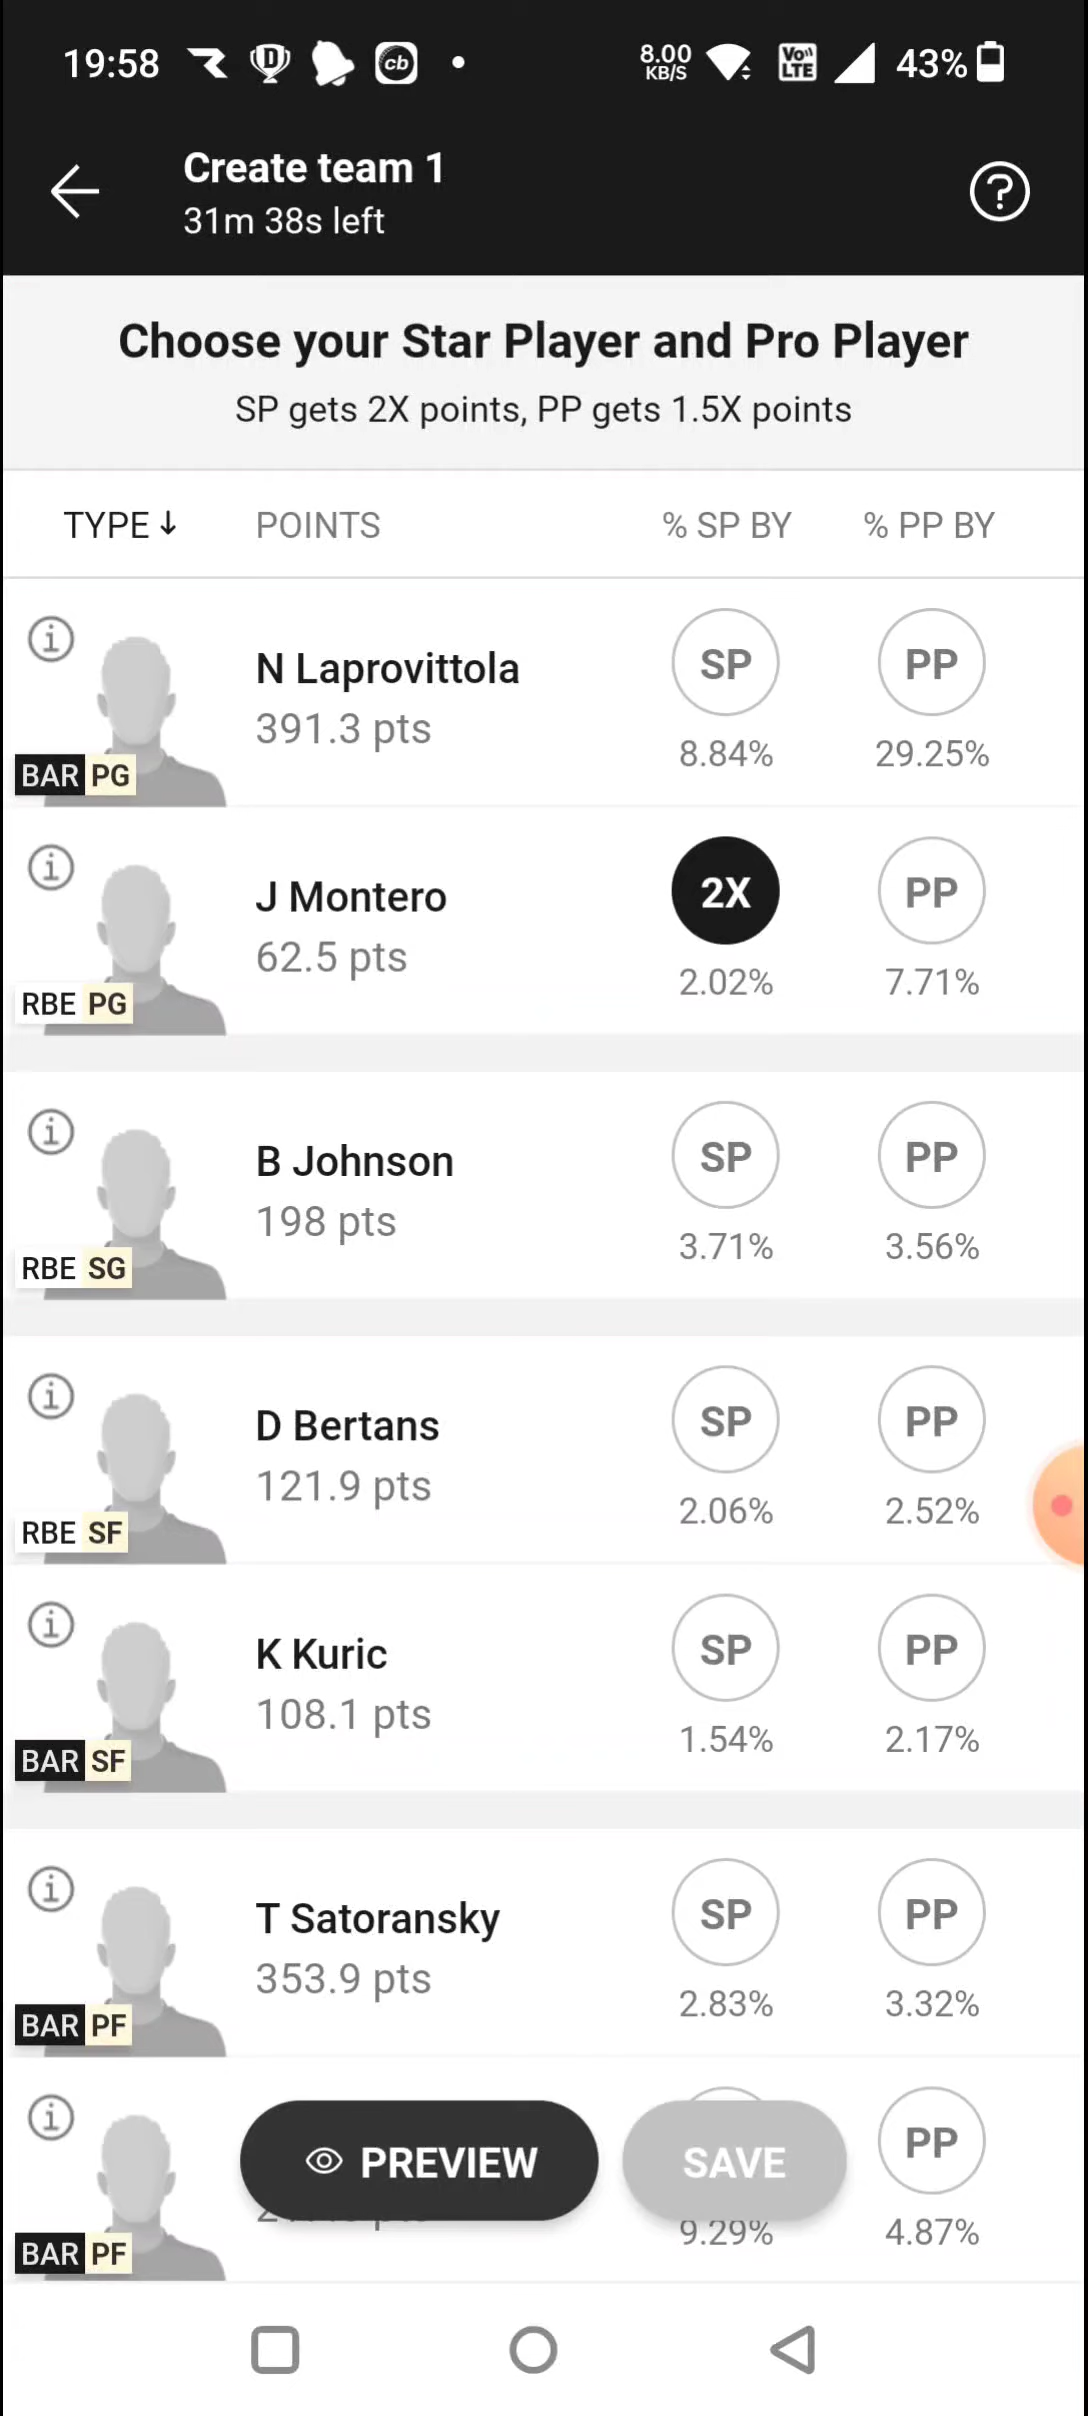 19:58 D cb 8.00 KB/S Vo LTE 43%
Create team 1
31m 38s left
Choose your Star Player and Pro Player
SP gets 2X points, PP gets 1.5X points
TYPE↓ POINTS % SP BY % PP BY
N Laprovittola SP PP
391.3 pts 8.84% 29.25%
BAR PG
J Montero 2X PP
62.5 pts 2.02% 7.71%
RBE PG
B Johnson SP PP
198 pts 3.71% 3.56%
RBE SG
D Bertans SP PP
121.9 pts 2.06% 2.52%
RBE SF
K Kuric SP PP
108.1 pts 1.54% 2.17%
BAR SF
T Satoransky SP PP
353.9 pts 2.83% 3.32%
BAR PF
PREVIEW SAVE PP
9.29% 4.87%
BAR PF